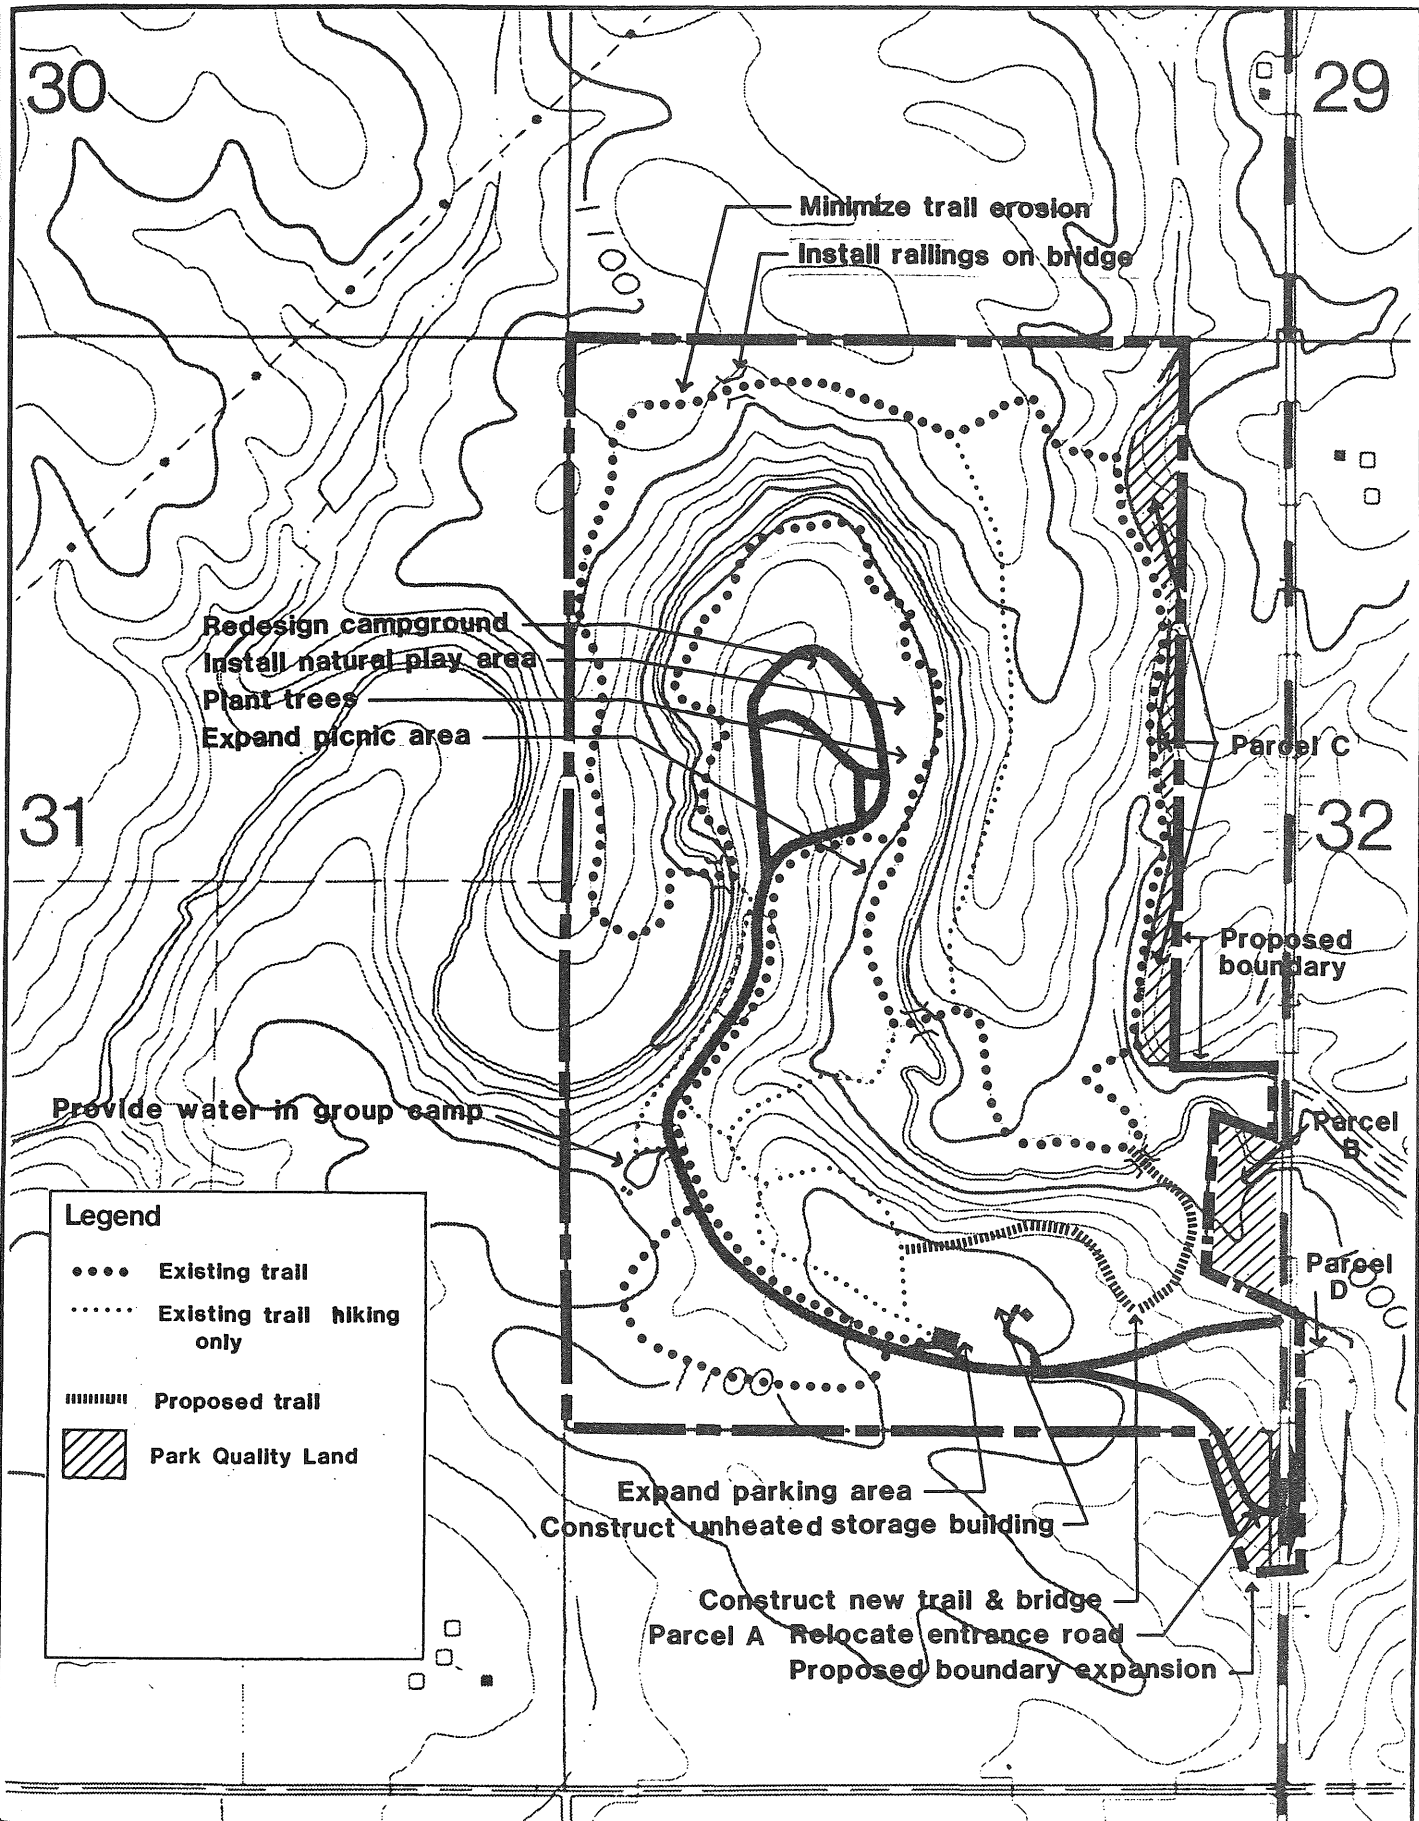 30
29
Minimize trail erosion
Install railings on bridge
1100
Redesign campground
Install natural play area
Plant trees
Expand picnic area
Parcel C
31
32
Proposed
boundary
Provide water in group camp
Parcel
B
Legend
Existing trail
Existing trail hiking
only
Proposed trail
Park Quality Land
Parcel
D
1100
Expand parking area
Construct unheated storage building
Construct new trail & bridge
Parcel A Relocate entrance road
Proposed boundary expansion